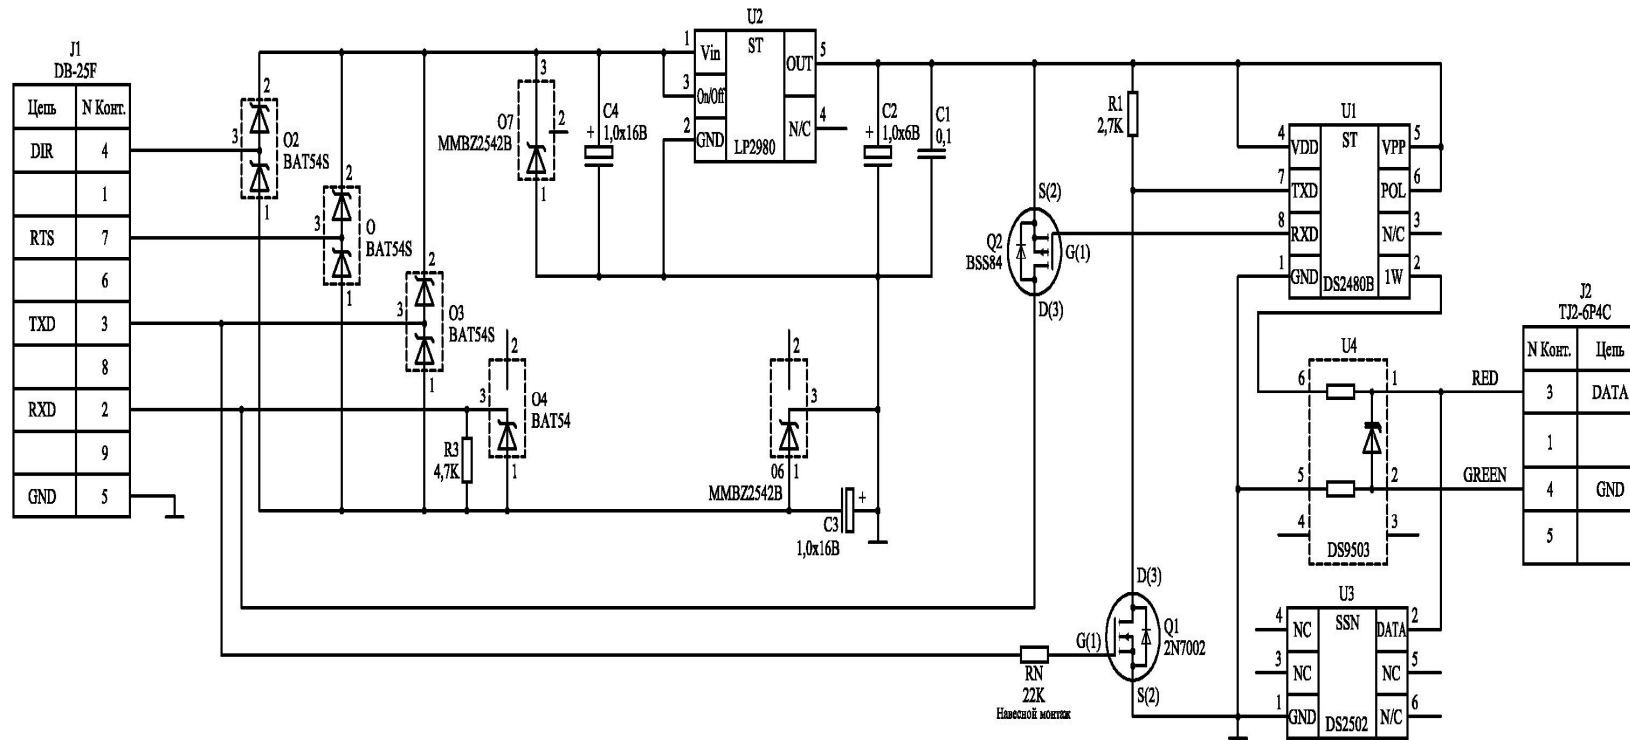 J1
DB-25F
Цепь N Конт.
DIR 4
1
RTS 7
6
TXD 3
8
RXD 2
9
GND 5
2
3
O2
BAT54S
1
2
3
O
BAT54S
1
2
3
O3
BAT54S
1
2
3
O4
BAT54
1
R3
4,7K
3
O7
MMBZ2542B
2
1
C4
+ 1,0x16B
U2
ST
1 Vin
3 On/Off
2 GND
OUT 5
N/C 4
LP2980
C2
+ 1,0x6B
C1
0,1
2
3
06 1
MMBZ2542B
C3 +
1,0x16B
R1
2,7K
S(2)
Q2
BSS84
G(1)
D(3)
U1
ST
4 VDD VPP 5
7 TXD POL 6
8 RXD N/C 3
1 GND 1W 2
DS2480B
U4
6 1
5 2
4 3
DS9503
RED
GREEN
J2
TJ2-6P4C
N Конт. Цепь
3 DATA
1
4 GND
5
D(3)
G(1)
Q1
2N7002
S(2)
RN
22K
Навесной монтаж
U3
SSN
4 NC DATA 2
3 NC 5
1 GND N/C 6
DS2502